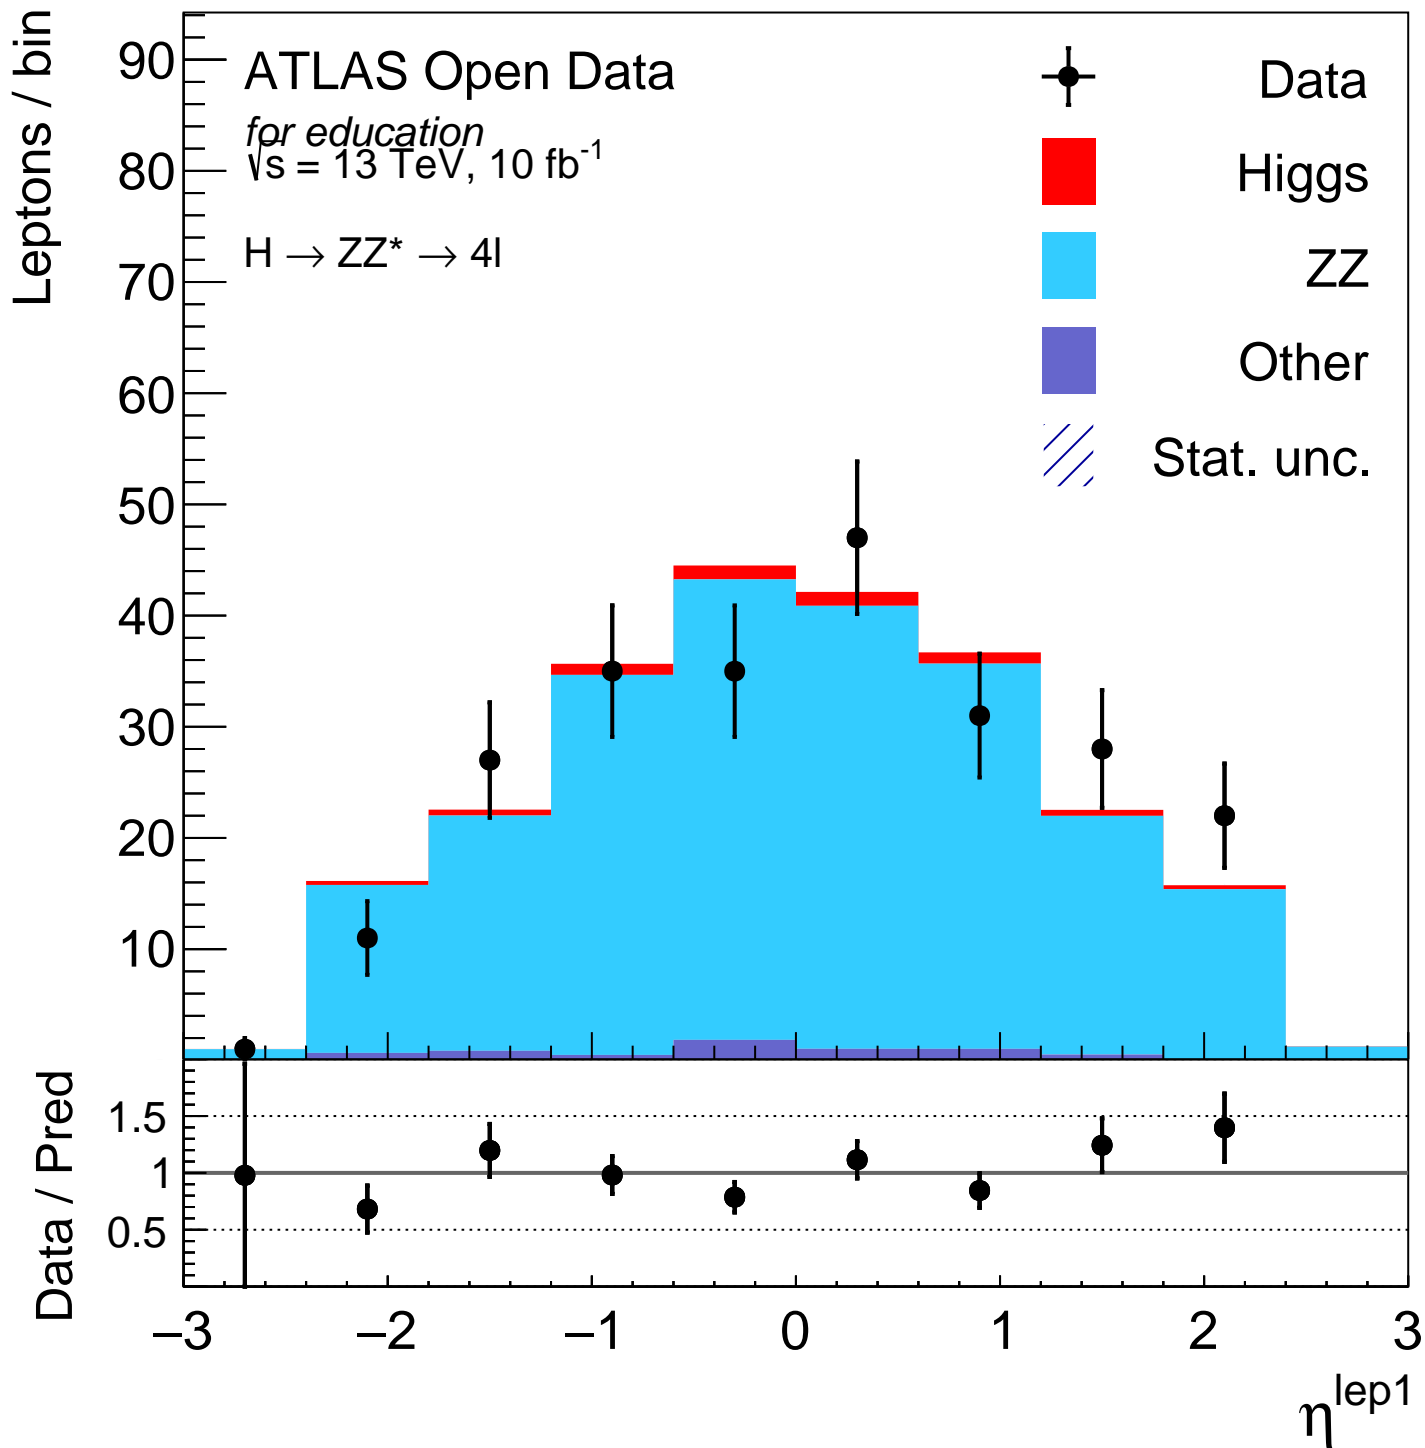 Leptons / bin
90
80
70
60
50
40
30
20
10
ATLAS Open Data
for education
√s = 13 TeV, 10 fb⁻¹
H → ZZ* → 4l
Data
Higgs
ZZ
Other
Stat. unc.
Data / Pred
1.5
1
0.5
−3 −2 −1 0 1 2 3
η^lep1